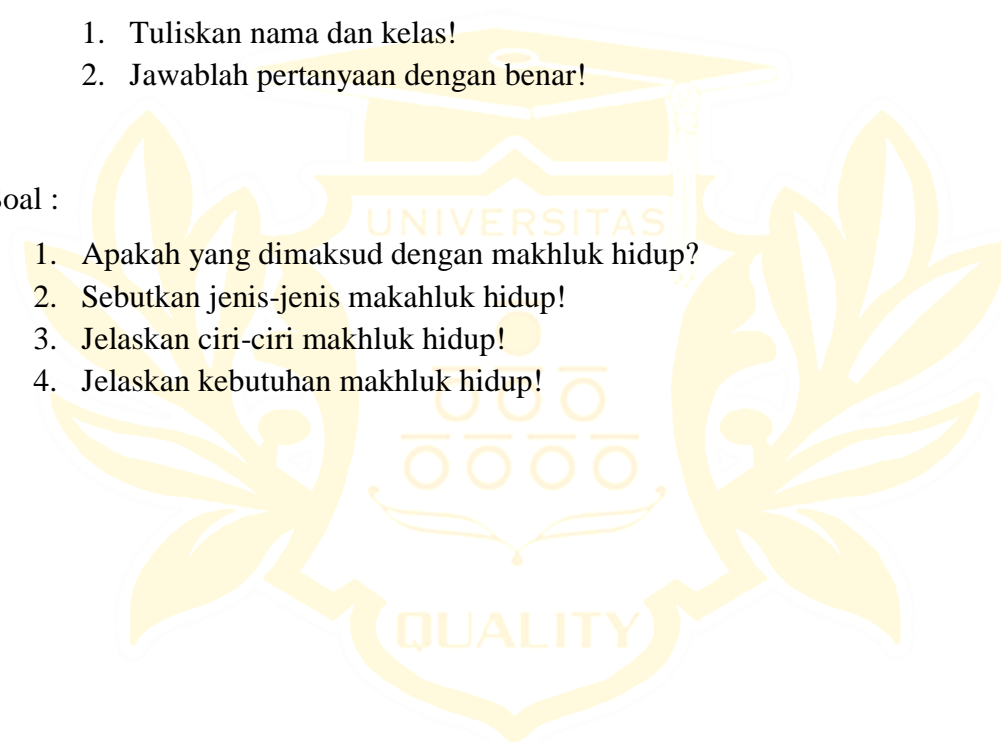 1. Tuliskan nama dan kelas!
2. Jawablah pertanyaan dengan benar!
oal :
UNIVERSITAS
1. Apakah yang dimaksud dengan makhluk hidup?
2. Sebutkan jenis-jenis makahluk hidup!
3. Jelaskan ciri-ciri makhluk hidup!
4. Jelaskan kebutuhan makhluk hidup!
QUALITY